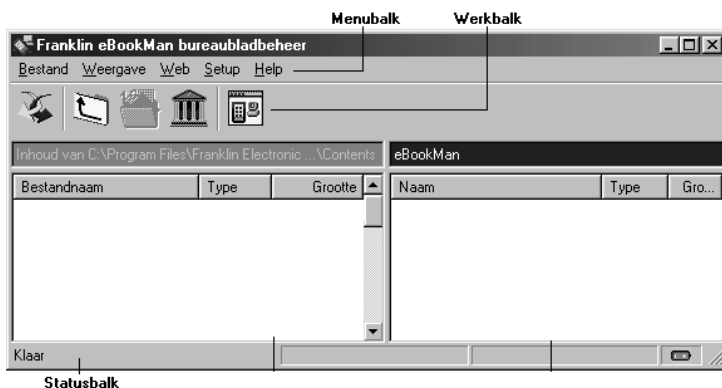 Menubalk Werkbalk
Franklin eBookMan bureaubladbeheer
Bestand Weergave Web Setup Help
Inhoud van C:\Program Files\Franklin Electronic ...\Contents eBookMan
Bestandnaam Type Grootte Naam Type Gro...
Klaar
Statusbalk